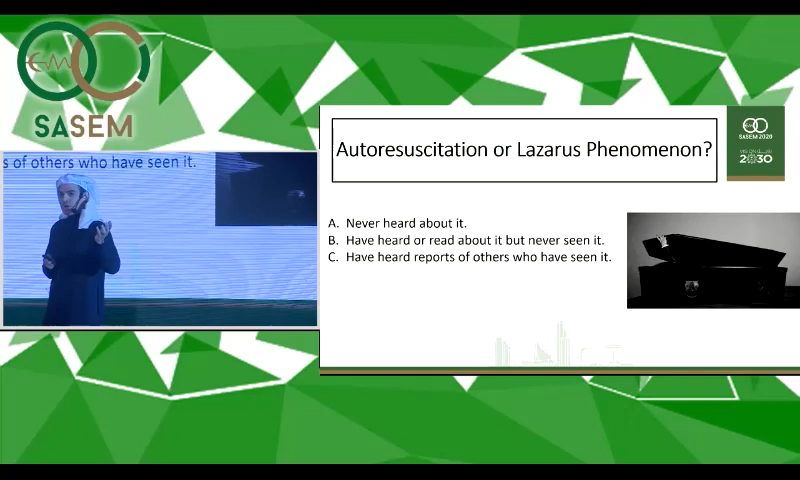 SASEM
s of others who have seen it.
Autoresuscitation or Lazarus Phenomenon?
SASEM 2020
VISION
2030
A. Never heard about it.
B. Have heard or read about it but never seen it.
C. Have heard reports of others who have seen it.